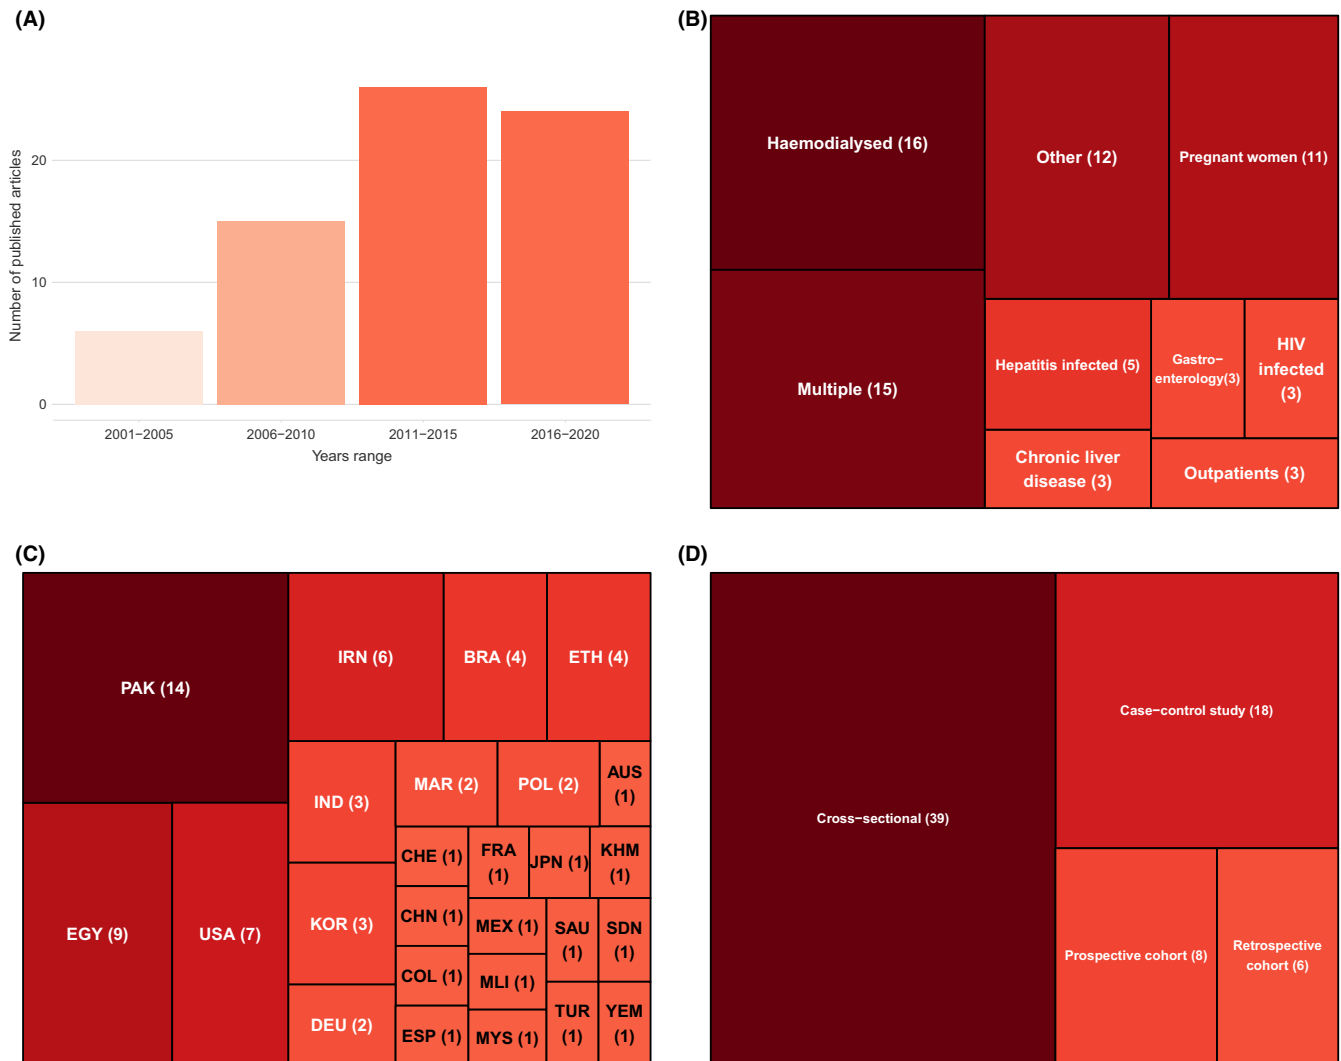 (A)
Number of published articles
20
10
0
2001−2005
2006−2010
2011−2015
2016−2020
Years range
(B)
Haemodialysed (16)
Other (12)
Pregnant women (11)
Multiple (15)
Hepatitis infected (5)
Gastro−
enterology(3)
HIV
infected
(3)
Chronic liver
disease (3)
Outpatients (3)
(C)
PAK (14)
IRN (6)
BRA (4)
ETH (4)
EGY (9)
USA (7)
IND (3)
KOR (3)
DEU (2)
MAR (2)
POL (2)
AUS
(1)
CHE (1)
FRA
(1)
JPN (1)
KHM
(1)
CHN (1)
MEX (1)
SAU
(1)
SDN
(1)
COL (1)
MLI (1)
ESP (1)
MYS (1)
TUR
(1)
YEM
(1)
(D)
Cross−sectional (39)
Case−control study (18)
Prospective cohort (8)
Retrospective
cohort (6)